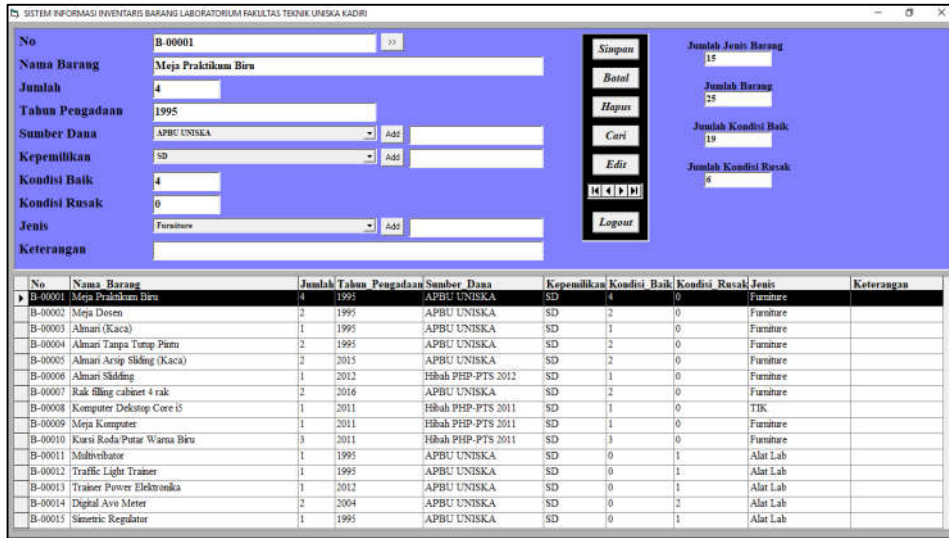 SISTEM INFORMASI INVENTARIS BARANG LABORATORIUM FAKULTAS TEKNIK UNISKA KADIRI
No B-00001 >>
Nama Barang Meja Praktikum Biru
Jumlah 4
Tahun Pengadaan 1995
Sumber Dana APBU UNISKA Add
Kepemilikan SD Add
Kondisi Baik 4
Kondisi Rusak 0
Jenis Furniture Add
Keterangan
Simpan
Batal
Hapus
Cari
Edit
Logout
Jumlah Jenis Barang
15
Jumlah Barang
25
Jumlah Kondisi Baik
19
Jumlah Kondisi Rusak
6
No Nama_Barang Jumlah Tahun_Pengadaan Sumber_Dana Kepemilikan Kondisi_Baik Kondisi_Rusak Jenis Keterangan
B-00001 Meja Praktikum Biru 4 1995 APBU UNISKA SD 4 0 Furniture
B-00002 Meja Dosen 2 1995 APBU UNISKA SD 2 0 Furniture
B-00003 Almari (Kaca) 1 1995 APBU UNISKA SD 1 0 Furniture
B-00004 Almari Tanpa Tutup Pintu 2 1995 APBU UNISKA SD 2 0 Furniture
B-00005 Almari Arsip Sliding (Kaca) 2 2015 APBU UNISKA SD 2 0 Furniture
B-00006 Almari Slidding 1 2012 Hibah PHP-PTS 2012 SD 1 0 Furniture
B-00007 Rak filling cabinet 4 rak 2 2016 APBU UNISKA SD 2 0 Furniture
B-00008 Komputer Dekstop Core i5 1 2011 Hibah PHP-PTS 2011 SD 1 0 TIK
B-00009 Meja Komputer 1 2011 Hibah PHP-PTS 2011 SD 1 0 Furniture
B-00010 Kursi Roda/Putar Warna Biru 3 2011 Hibah PHP-PTS 2011 SD 3 0 Furniture
B-00011 Multiveibator 1 1995 APBU UNISKA SD 0 1 Alat Lab
B-00012 Traffic Light Trainer 1 1995 APBU UNISKA SD 0 1 Alat Lab
B-00013 Trainer Power Elektronika 1 2012 APBU UNISKA SD 0 1 Alat Lab
B-00014 Digital Avo Meter 2 2004 APBU UNISKA SD 0 2 Alat Lab
B-00015 Simetric Regulator 1 1995 APBU UNISKA SD 0 1 Alat Lab